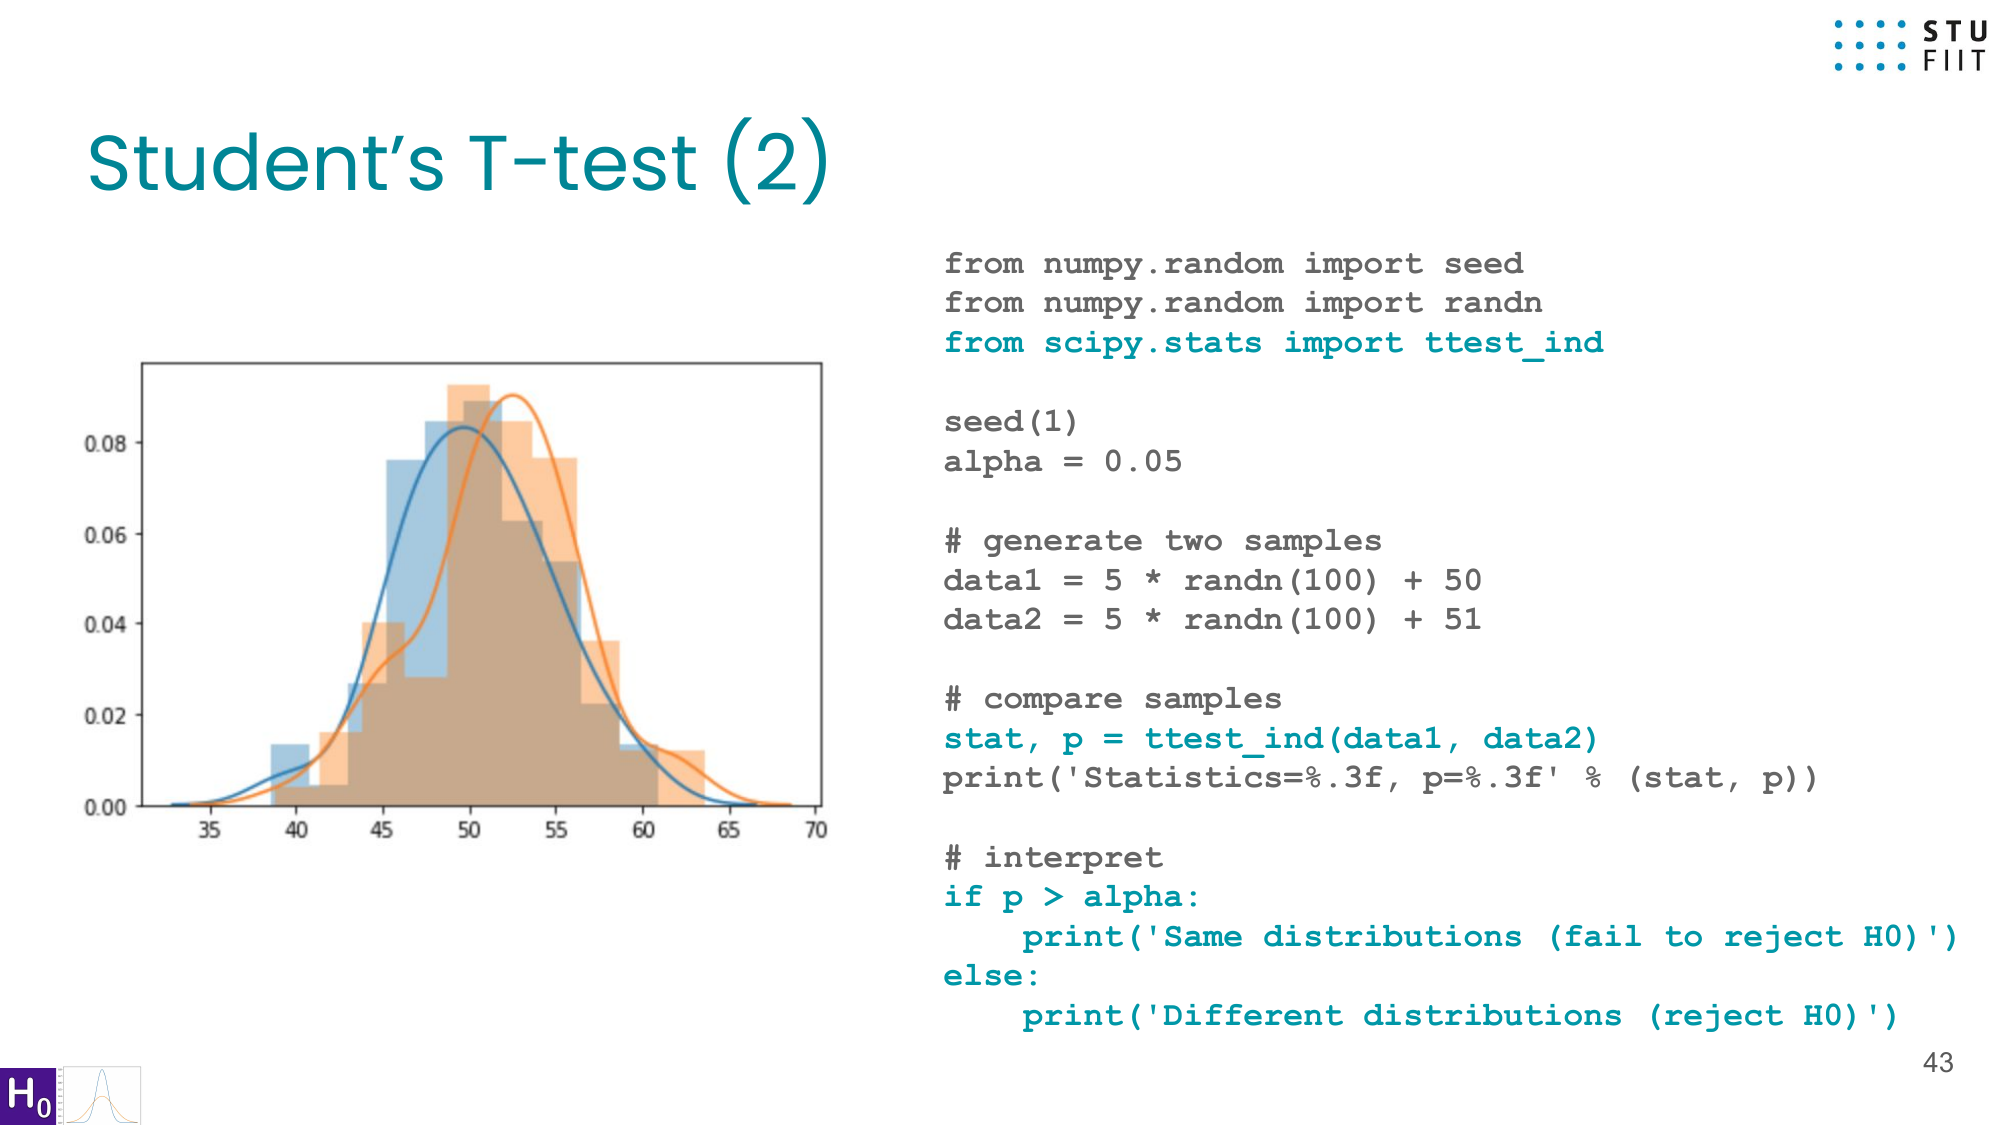 STU
FIIT
Student’s T-test (2)
0.08
0.06
0.04
0.02
0.00
35 40 45 50 55 60 65 70
from numpy.random import seed
from numpy.random import randn
from scipy.stats import ttest_ind
seed(1)
alpha = 0.05
# generate two samples
data1 = 5 * randn(100) + 50
data2 = 5 * randn(100) + 51
# compare samples
stat, p = ttest_ind(data1, data2)
print('Statistics=%.3f, p=%.3f' % (stat, p))
# interpret
if p > alpha:
    print('Same distributions (fail to reject H0)')
else:
    print('Different distributions (reject H0)')
H0
43